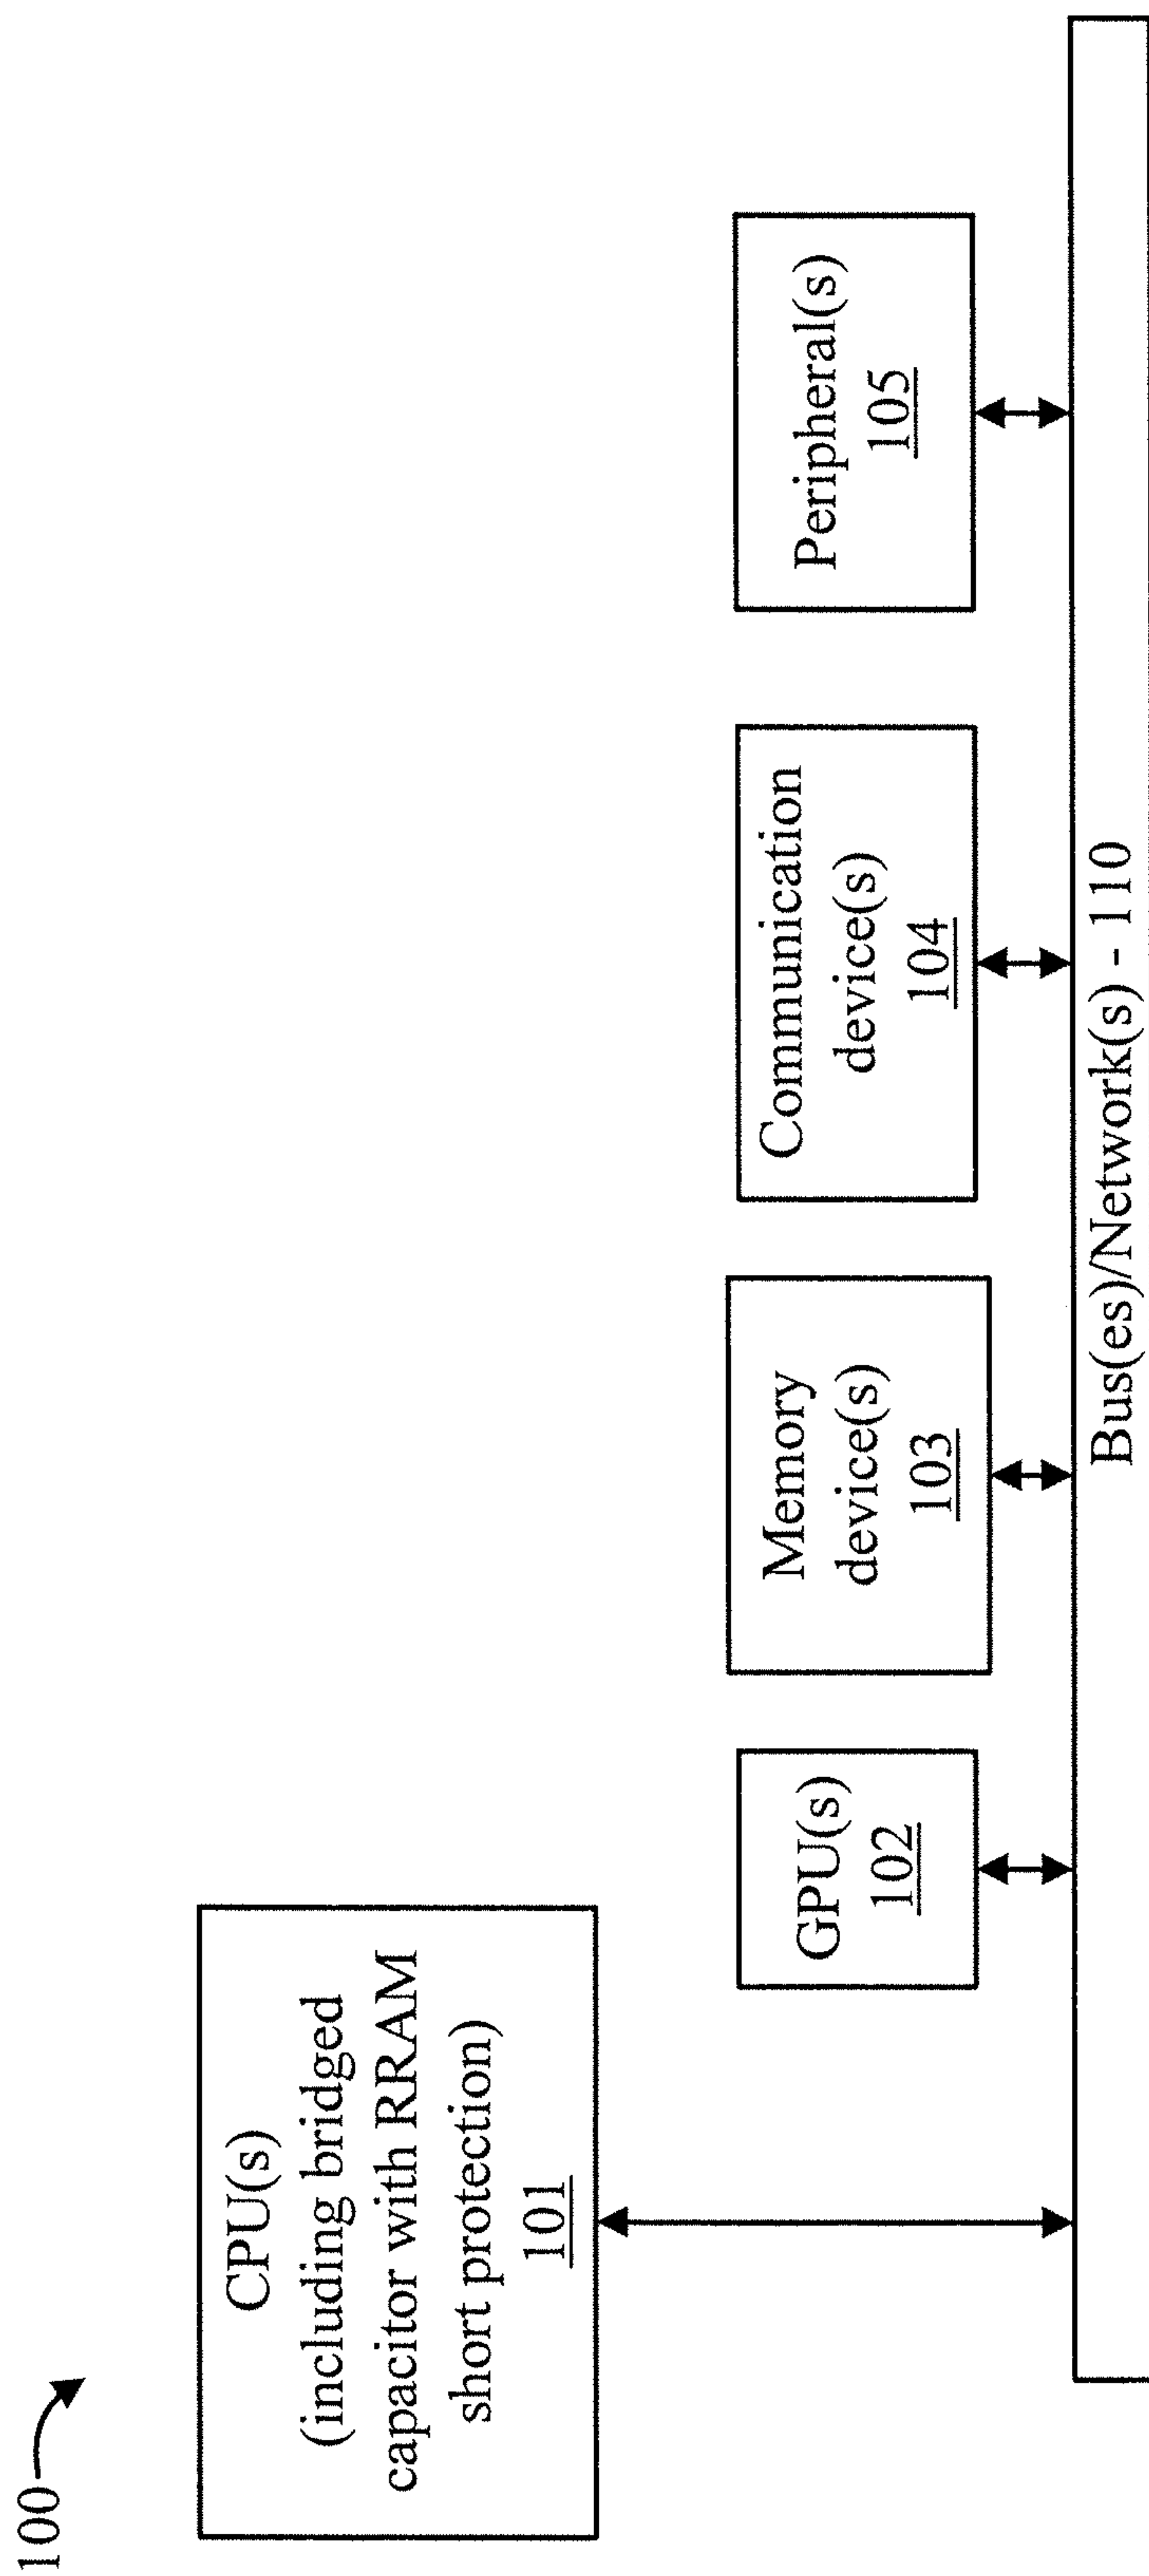 100
CPU(s)
(including bridged
capacitor with RRAM
short protection)
101
GPU(s)
102
Memory
device(s)
103
Communication
device(s)
104
Peripheral(s)
105
Bus(es)/Network(s) - 110